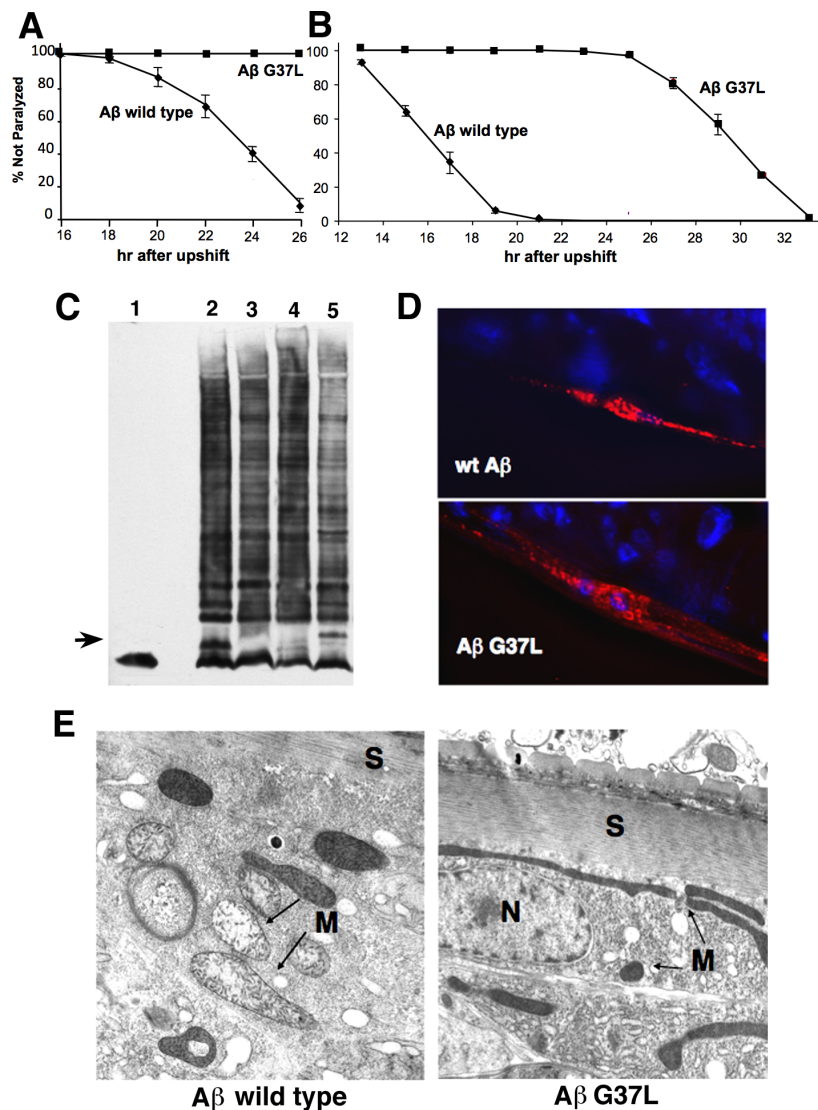 A
B
100
80
60
40
20
0
% Not Paralyzed
Aβ G37L
Aβ wild type
16 18 20 22 24 26
hr after upshift
100
80
60
40
20
0
Aβ G37L
Aβ wild type
12 14 16 18 20 22 24 26 28 30 32
hr after upshift
C
1 2 3 4 5
D
wt Aβ
Aβ G37L
E
S
M
Aβ wild type
S
N
M
Aβ G37L